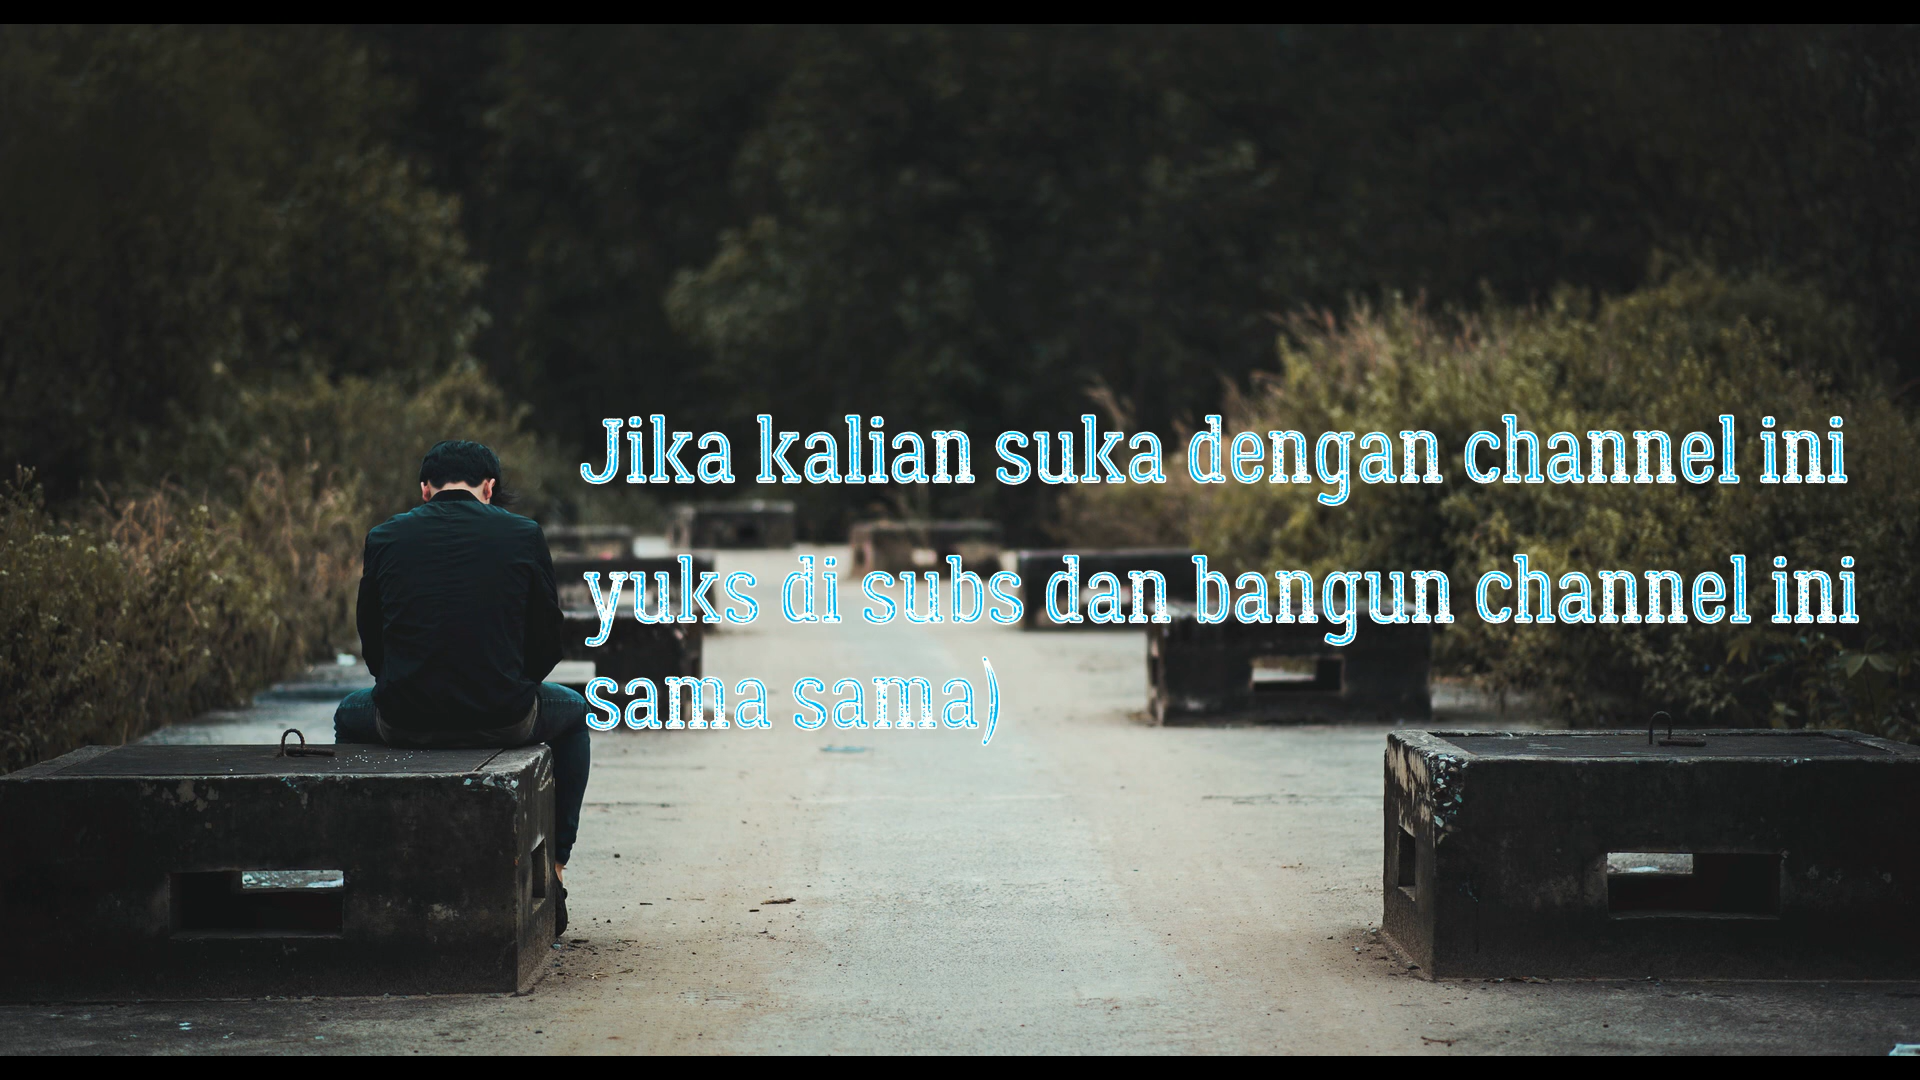 Jika kalian suka dengan channel ini
yuks di subs dan bangun channel ini
sama sama)